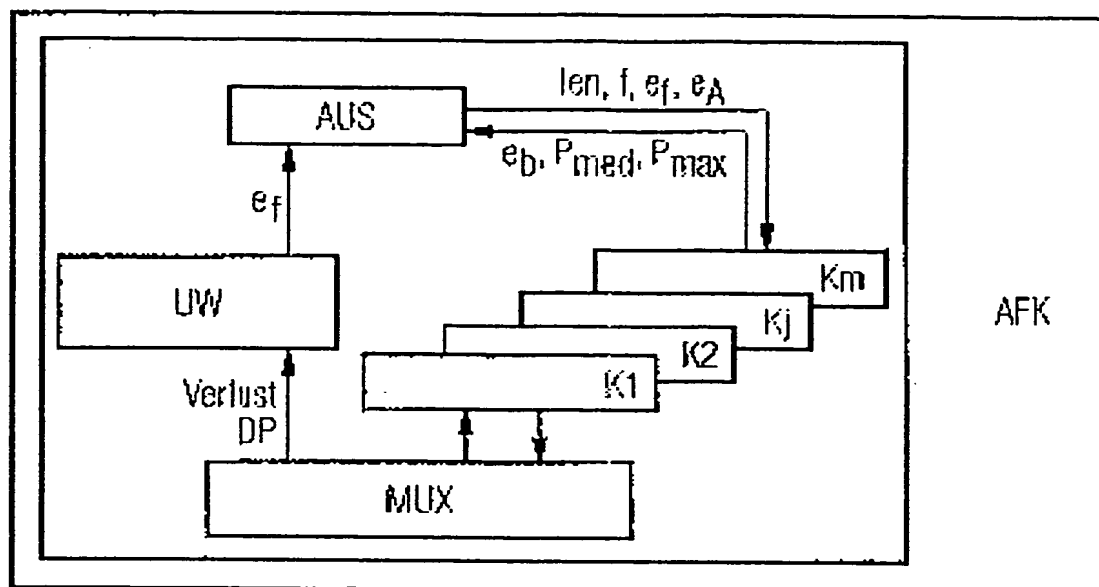 len, f, ef, eA
AUS
eb, Pmed, Pmax
ef
Km
UW
Kj
AFK
K2
K1
Verlust
DP
MUX